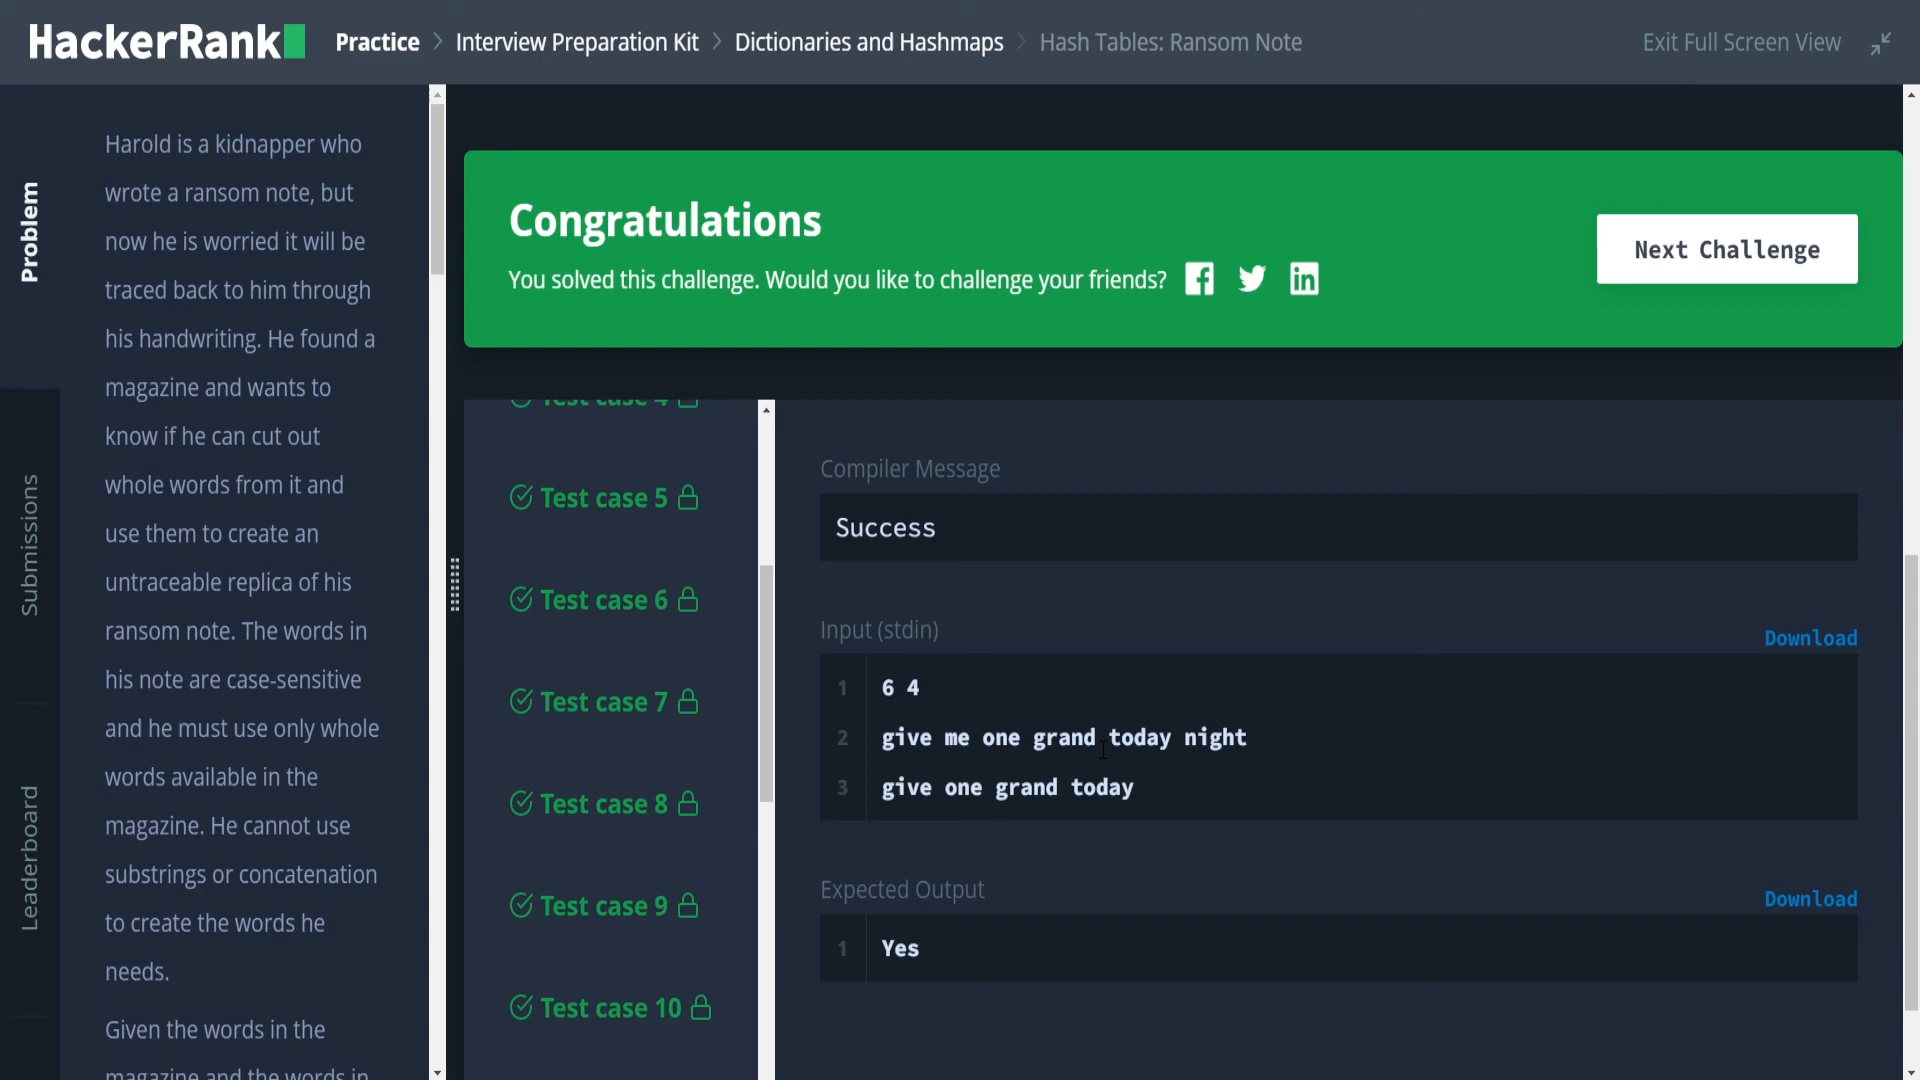 HackerRank
Practice > Interview Preparation Kit > Dictionaries and Hashmaps > Hash Tables: Ransom Note
Exit Full Screen View
Problem
Submissions
Leaderboard
Harold is a kidnapper who
wrote a ransom note, but
now he is worried it will be
traced back to him through
his handwriting. He found a
magazine and wants to
know if he can cut out
whole words from it and
use them to create an
untraceable replica of his
ransom note. The words in
his note are case-sensitive
and he must use only whole
words available in the
magazine. He cannot use
substrings or concatenation
to create the words he
needs.
Given the words in the
magazine and the words in
Congratulations
You solved this challenge. Would you like to challenge your friends?
Next Challenge
Test case 4
Test case 5
Test case 6
Test case 7
Test case 8
Test case 9
Test case 10
Compiler Message
Success
Input (stdin)
Download
1 6 4
2 give me one grand today night
3 give one grand today
Expected Output
Download
1 Yes